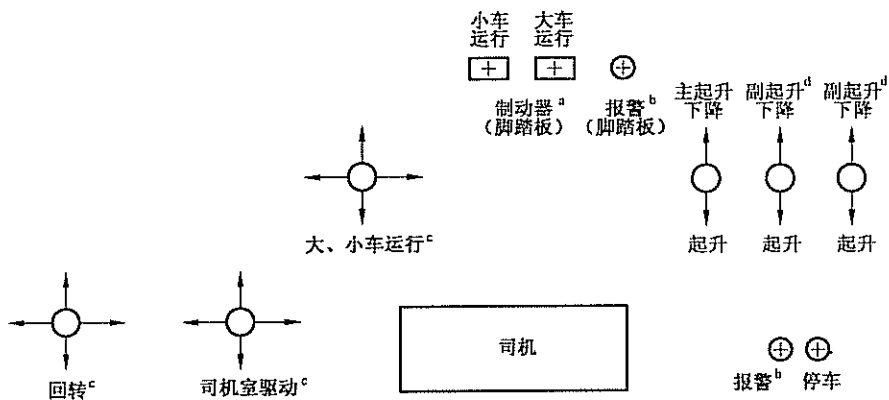 小车 大车
运行 运行
制动器a 报警b
（脚踏板）（脚踏板）
主起升 副起升d 副起升d
下降 下降 下降
起升 起升 起升
大、小车运行c
司机
回转c 司机室驱动c
报警b 停车